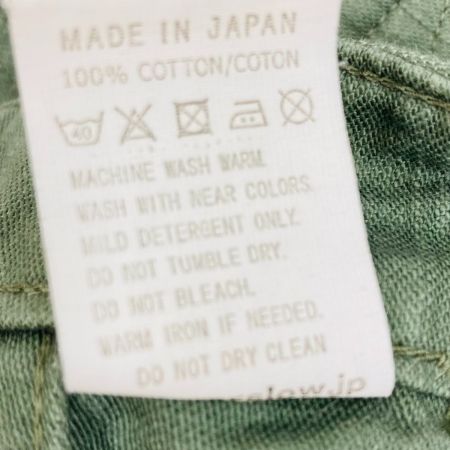 MADE IN JAPAN
100% COTTON/COTON
40
MACHINE WASH WARM.
WASH WITH NEAR COLORS.
MILD DETERGENT ONLY.
DO NOT TUMBLE DRY.
DO NOT BLEACH.
WARM IRON IF NEEDED.
DO NOT DRY CLEAN